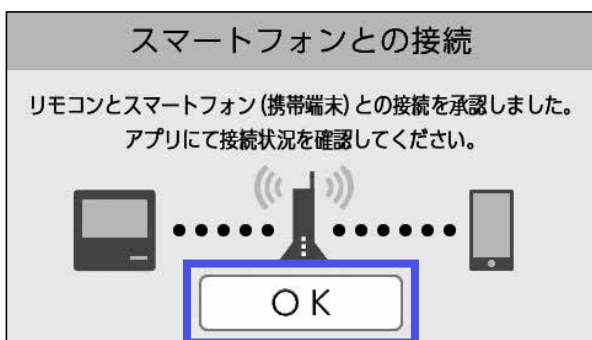 スマートフォンとの接続
リモコンとスマートフォン(携帯端末)との接続を承認しました。
アプリにて接続状況を確認してください。
OK